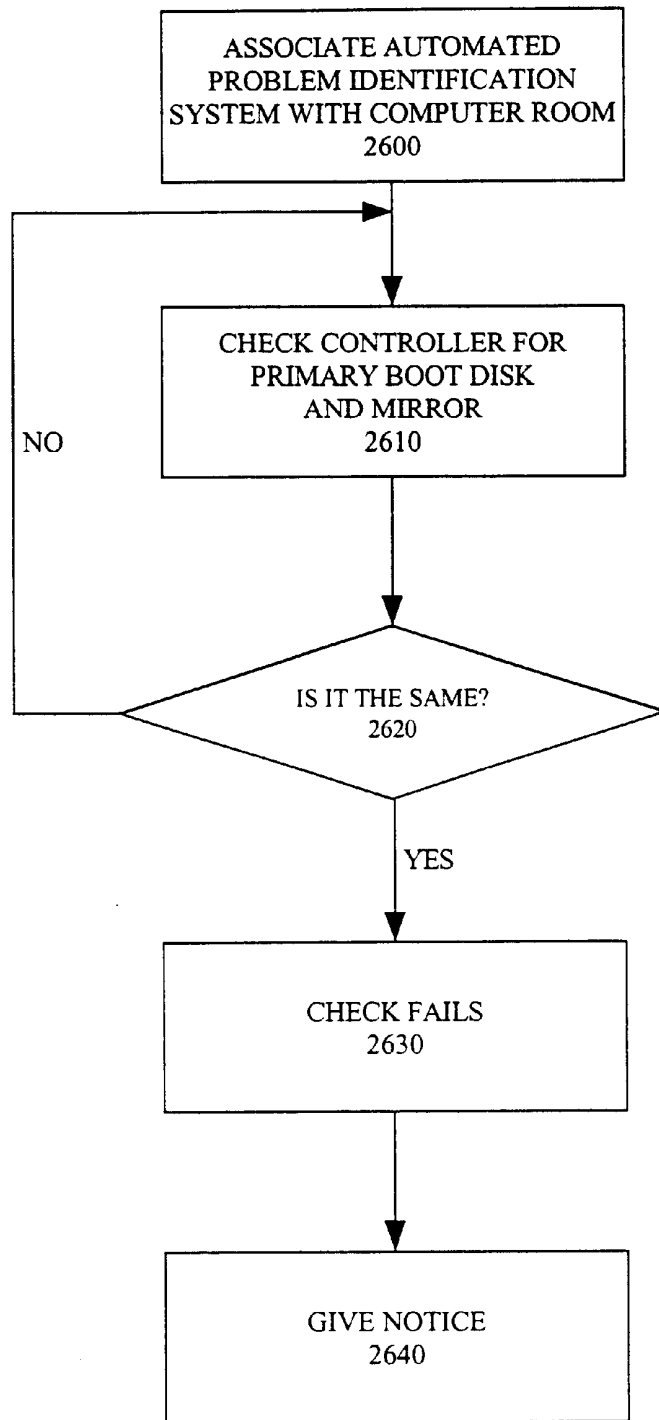 ASSOCIATE AUTOMATED
PROBLEM IDENTIFICATION
SYSTEM WITH COMPUTER ROOM
2600
CHECK CONTROLLER FOR
PRIMARY BOOT DISK
AND MIRROR
2610
NO
IS IT THE SAME?
2620
YES
CHECK FAILS
2630
GIVE NOTICE
2640